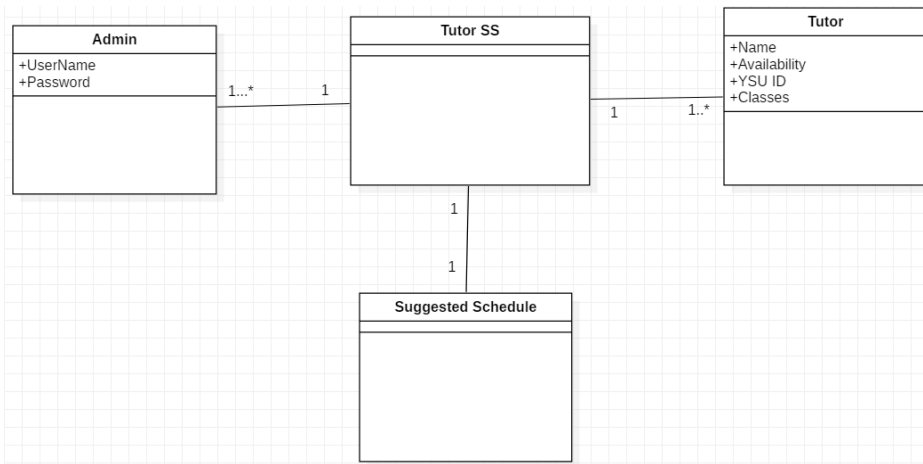 Admin
+UserName
+Password
1...*
1
Tutor SS
1
1..*
Tutor
+Name
+Availability
+YSU ID
+Classes
1
1
Suggested Schedule